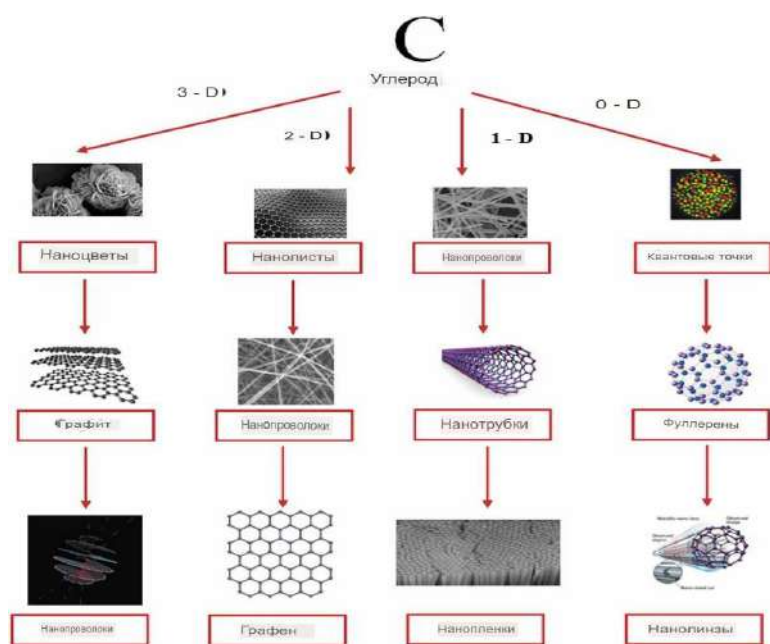 C
Углерод
3 - D)
2 - D)
1 - D
0 - D
Наноцветы
Нанолисты
Нанопроволоки
Квантовые точки
Графит
Нанопроволоки
Нанотрубки
Фуллерены
Нанопроволоки
Графен
Нанопленки
Нанолинзы